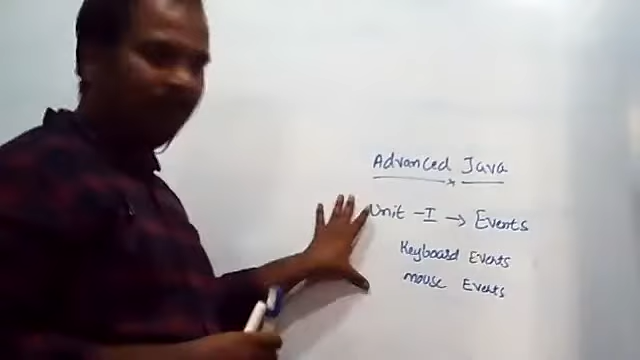 Advanced Java
Unit - I → Events
Keyboard Events
mouse Events